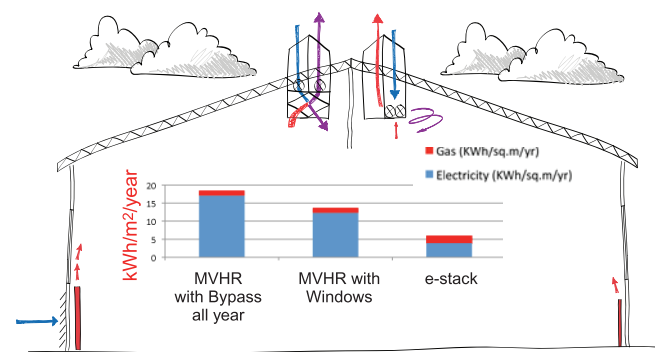 Gas (KWh/sq.m/yr)
Electricity (KWh/sq.m/yr)
kWh/m2/year
20
15
10
5
0
MVHR
with Bypass
all year
MVHR with
Windows
e-stack